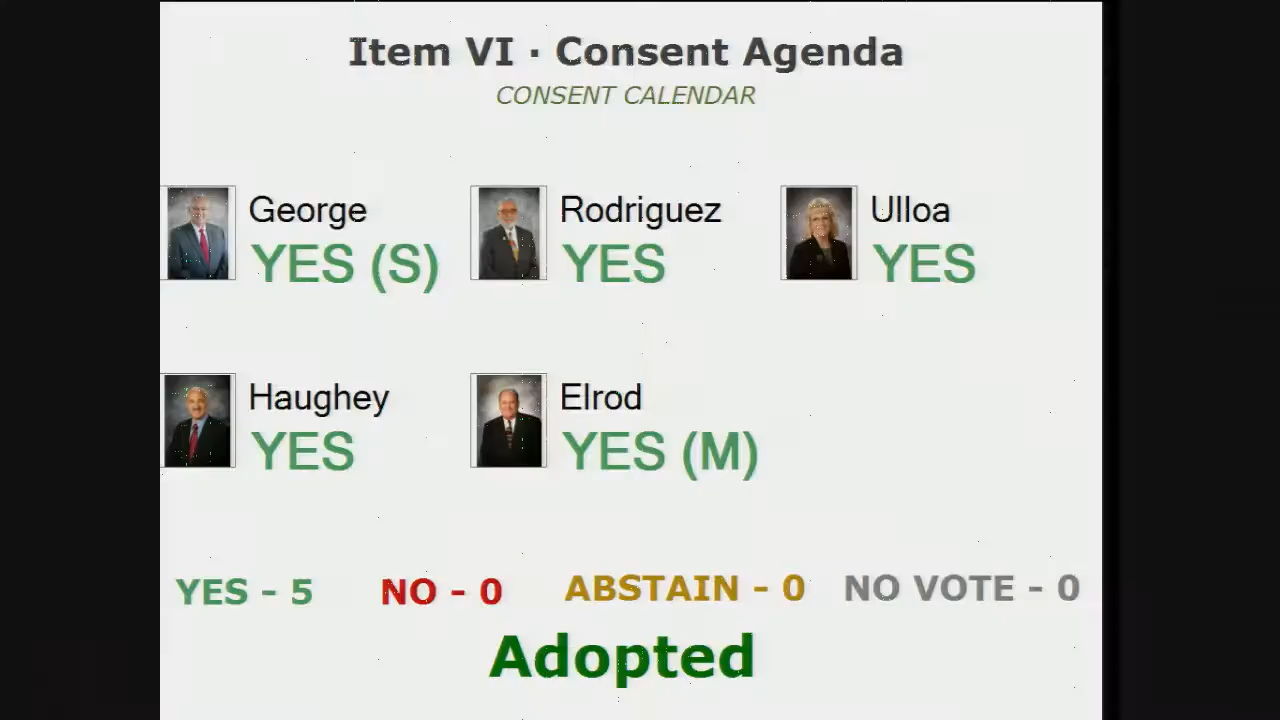 Item VI · Consent Agenda
CONSENT CALENDAR
George
YES (S)
Rodriguez
YES
Ulloa
YES
Haughey
YES
Elrod
YES (M)
YES - 5 NO - 0 ABSTAIN - 0 NO VOTE - 0
Adopted